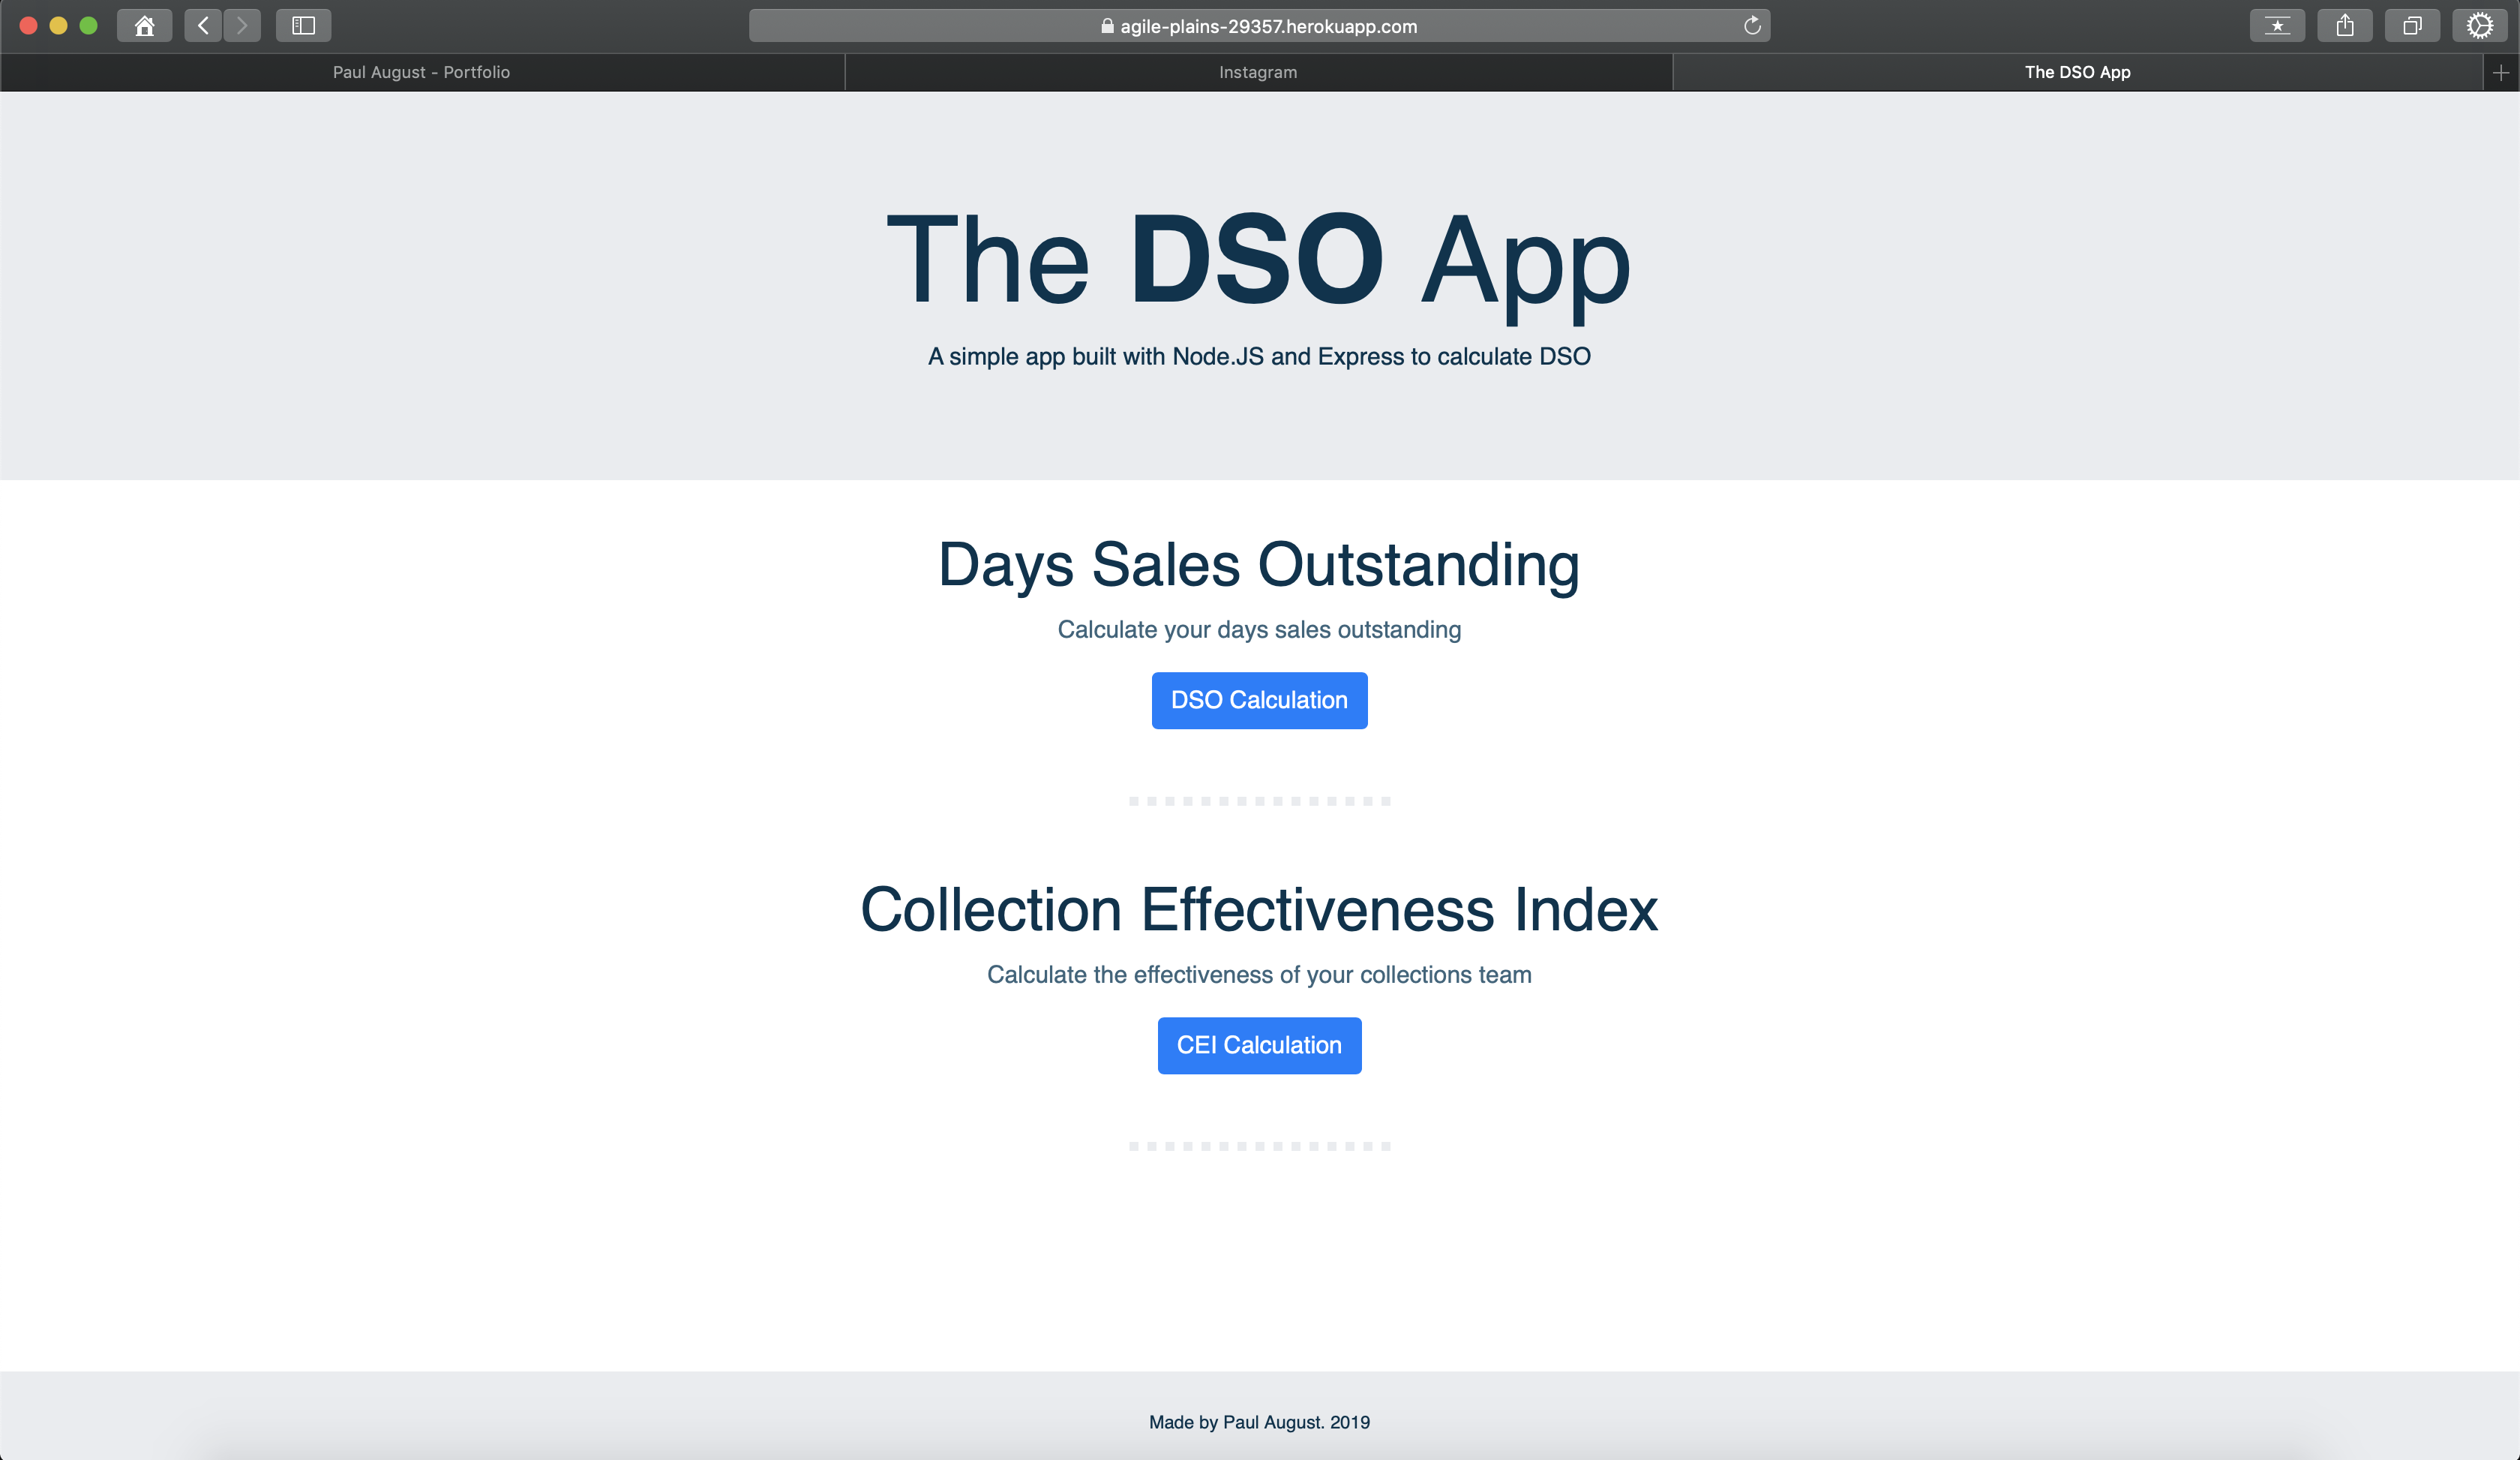 agile-plains-29357.herokuapp.com
Paul August - Portfolio
Instagram
The DSO App
The DSO App
A simple app built with Node.JS and Express to calculate DSO
Days Sales Outstanding
Calculate your days sales outstanding
DSO Calculation
Collection Effectiveness Index
Calculate the effectiveness of your collections team
CEI Calculation
Made by Paul August. 2019